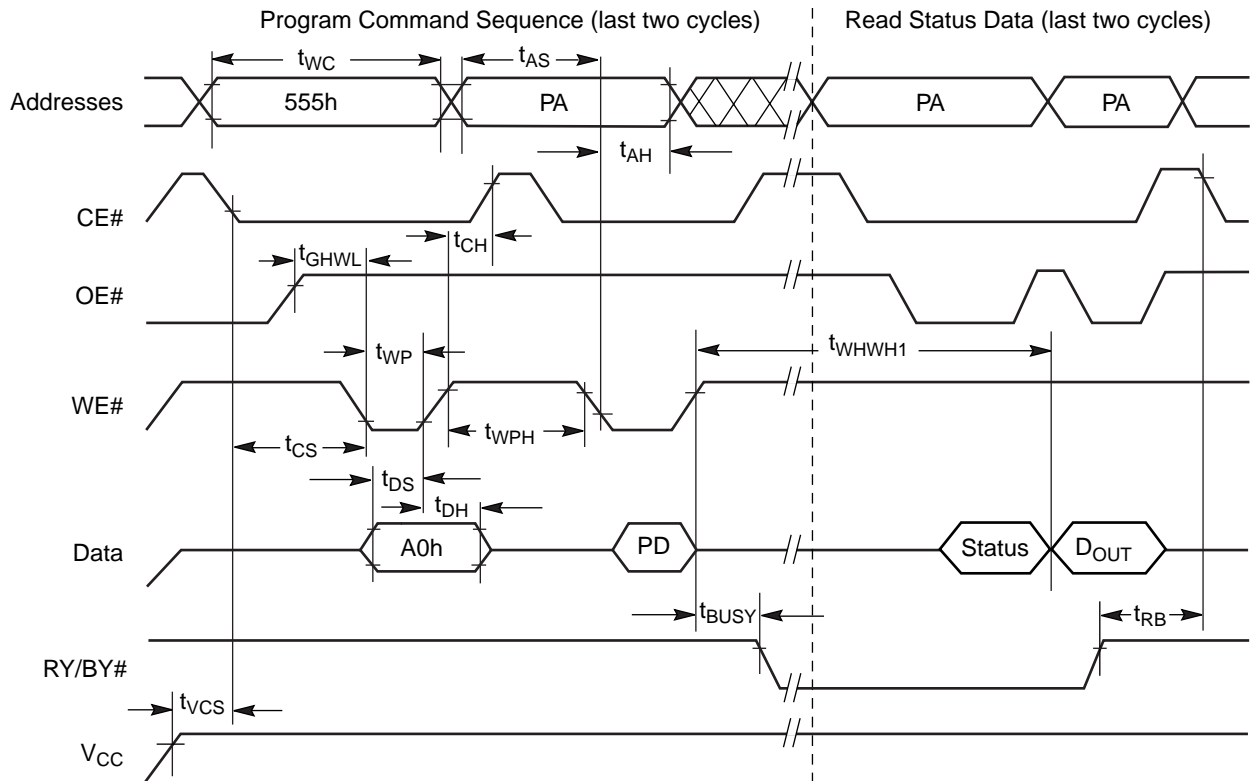 Program Command Sequence (last two cycles) Read Status Data (last two cycles)
tWC tAS
Addresses 555h PA PA PA
tAH
CE#
tCH
tGHWL
OE#
tWP tWHWH1
WE#
tCS tWPH
tDS
tDH
Data A0h PD Status DOUT
tBUSY tRB
RY/BY#
tVCS
VCC